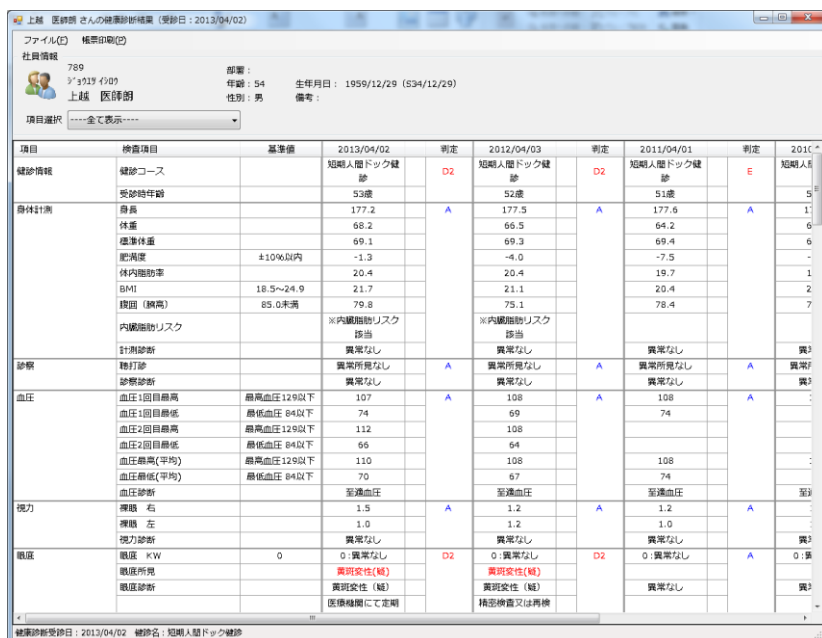 上越　医師朗 さんの健康診断結果（受診日：2013/04/02）
ファイル(F)　帳票印刷(P)
社員情報
789
ｼﾞｮｳｴﾂ ｲｼﾛｳ
上越　医師朗
部署：
年齢：54　生年月日： 1959/12/29（S34/12/29）
性別：男　備考：
項目選択 ----全て表示----
項目 検査項目 基準値 2013/04/02 判定 2012/04/03 判定 2011/04/01 判定 2010
健診情報 健診コース 短期人間ドック健診 D2 短期人間ドック健診 D2 短期人間ドック健診 E 短期人間
受診時年齢 53歳 52歳 51歳 5
身体計測 身長 177.2 A 177.5 A 177.6 A 17
体重 68.2 66.5 64.2 6
標準体重 69.1 69.3 69.4 6
肥満度 ±10%以内 -1.3 -4.0 -7.5 -
体内脂肪率 20.4 20.4 19.7 1
BMI 18.5～24.9 21.7 21.1 20.4 2
腹囲（臍高） 85.0未満 79.8 75.1 78.4 7
内臓脂肪リスク ※内臓脂肪リスク該当 ※内臓脂肪リスク該当
計測診断 異常なし 異常なし 異常なし 異常
診察 聴打診 異常所見なし A 異常所見なし A 異常所見なし A 異常所
診察診断 異常なし 異常なし 異常なし 異常
血圧 血圧1回目最高 最高血圧129以下 107 A 108 A 108 A
血圧1回目最低 最低血圧 84以下 74 69 74
血圧2回目最高 最高血圧129以下 112 108
血圧2回目最低 最低血圧 84以下 66 64
血圧最高(平均) 最高血圧129以下 110 108 108
血圧最低(平均) 最低血圧 84以下 70 67 74
血圧診断 至適血圧 至適血圧 至適血圧 至適
視力 裸眼　右 1.5 A 1.2 A 1.2 A
裸眼　左 1.0 1.2 1.0
視力診断 異常なし 異常なし 異常なし 異常
眼底 眼底　KW 0 0:異常なし D2 0:異常なし D2 0:異常なし A 0:異
眼底所見 黄斑変性(疑) 黄斑変性(疑)
眼底診断 黄斑変性（疑） 黄斑変性（疑） 異常なし 異常
医療機関にて定期 精密検査又は再検
健康診断受診日：2013/04/02　健診名：短期人間ドック健診